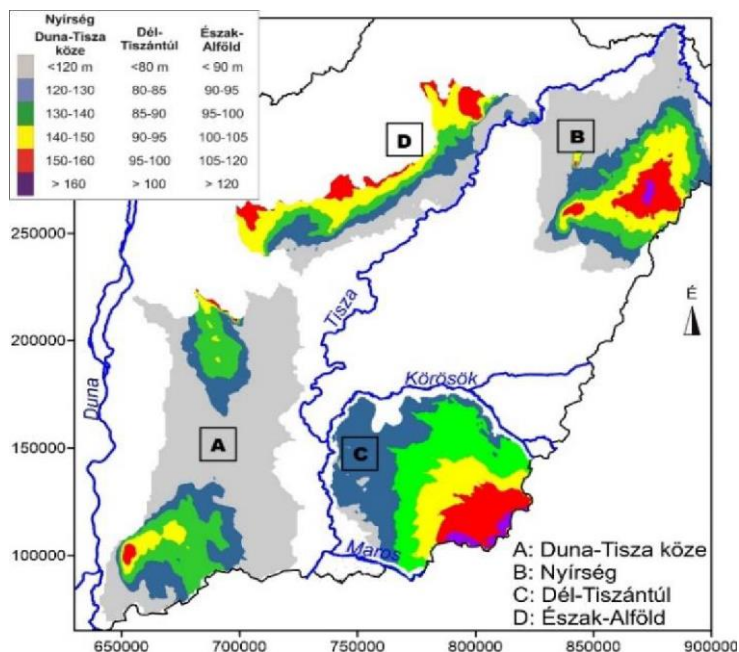 Nyírség
Duna-Tisza köze
Dél-Tiszántúl
Észak-Alföld
<120 m <80 m < 90 m
120-130 80-85 90-95
130-140 85-90 95-100
140-150 90-95 100-105
150-160 95-100 105-120
> 160 > 100 > 120
D
B
250000
É
Tisza
200000
Duna
Körösök
A
C
150000
Maros
100000
A: Duna-Tisza köze
B: Nyírség
C: Dél-Tiszántúl
D: Észak-Alföld
650000 700000 750000 800000 850000 900000